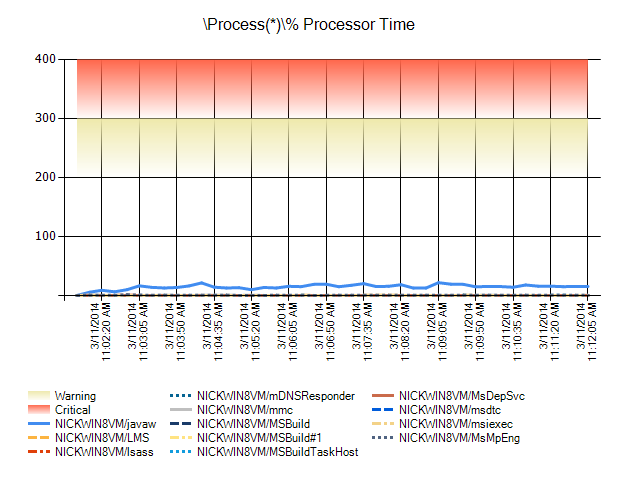 \Process(*)\% Processor Time
400
300
200
100
3/11/2014
11:02:20 AM
3/11/2014
11:03:05 AM
3/11/2014
11:03:50 AM
3/11/2014
11:04:35 AM
3/11/2014
11:05:20 AM
3/11/2014
11:06:05 AM
3/11/2014
11:06:50 AM
3/11/2014
11:07:35 AM
3/11/2014
11:08:20 AM
3/11/2014
11:09:05 AM
3/11/2014
11:09:50 AM
3/11/2014
11:10:35 AM
3/11/2014
11:11:20 AM
3/11/2014
11:12:05 AM
Warning
Critical
NICKWIN8VM/javaw
NICKWIN8VM/LMS
NICKWIN8VM/lsass
NICKWIN8VM/mDNSResponder
NICKWIN8VM/mmc
NICKWIN8VM/MSBuild
NICKWIN8VM/MSBuild#1
NICKWIN8VM/MSBuildTaskHost
NICKWIN8VM/MsDepSvc
NICKWIN8VM/msdtc
NICKWIN8VM/msiexec
NICKWIN8VM/MsMpEng